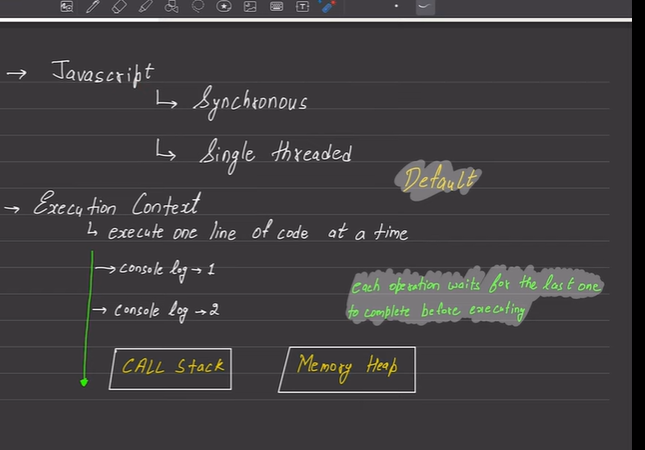 → Javascript
↳ Synchronous
↳ Single threaded
Default
→ Execution Context
↳ execute one line of code at a time
→ console log → 1
each operation waits for the last one
→ console log → 2
to complete before executing
CALL Stack
Memory Heap